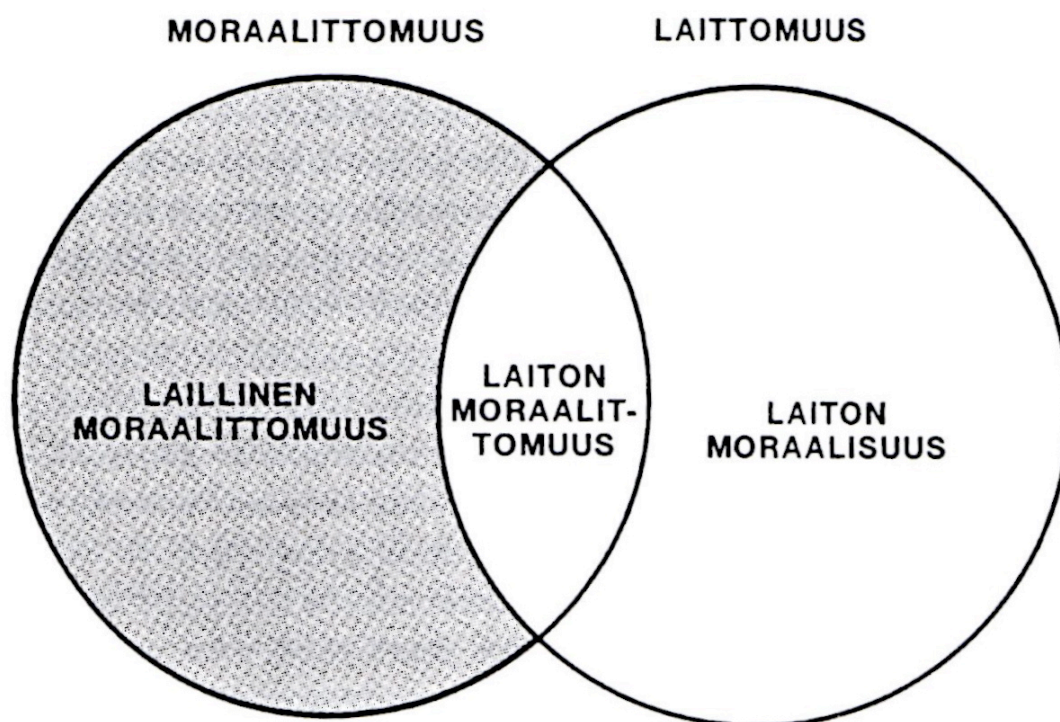 MORAALITTOMUUS
LAITTOMUUS
LAILLINEN
MORAALITTOMUUS
LAITON
MORAALIT-
TOMUUS
LAITON
MORAALISUUS